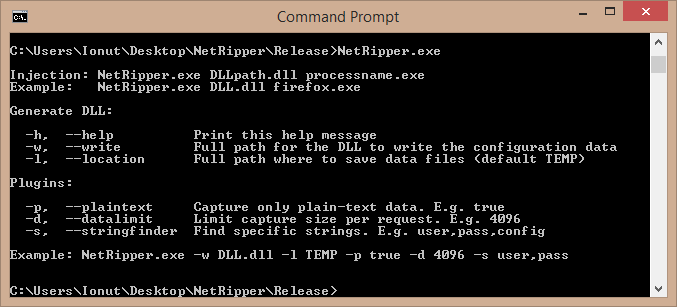 Command Prompt
C:\Users\Ionut\Desktop\NetRipper\Release>NetRipper.exe
Injection: NetRipper.exe DLLpath.dll processname.exe
Example:   NetRipper.exe DLL.dll firefox.exe
Generate DLL:
  -h,  --help          Print this help message
  -w,  --write         Full path for the DLL to write the configuration data
  -l,  --location      Full path where to save data files (default TEMP)
Plugins:
  -p,  --plaintext     Capture only plain-text data. E.g. true
  -d,  --datalimit     Limit capture size per request. E.g. 4096
  -s,  --stringfinder  Find specific strings. E.g. user,pass,config
Example: NetRipper.exe -w DLL.dll -l TEMP -p true -d 4096 -s user,pass
C:\Users\Ionut\Desktop\NetRipper\Release>